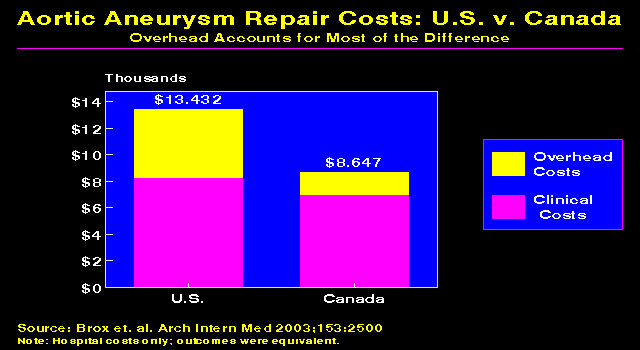 Aortic Aneurysm Repair Costs: U.S. v. Canada
Overhead Accounts for Most of the Difference
Thousands
$14
$12
$10
$8
$6
$4
$2
$0
$13.432
$8.647
U.S.
Canada
Overhead
Costs
Clinical
Costs
Source: Brox et. al. Arch Intern Med 2003;153:2500
Note: Hospital costs only; outcomes were equivalent.